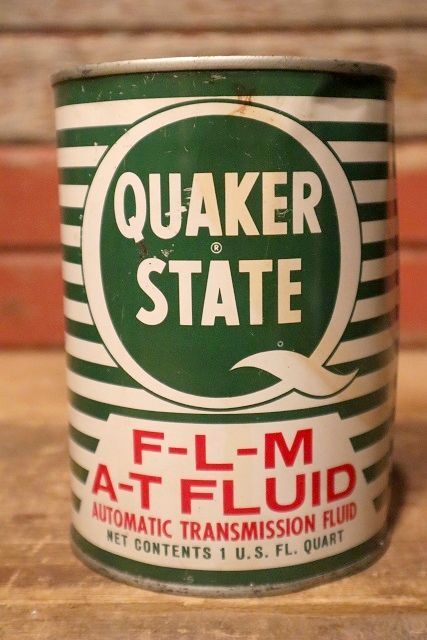 QUAKER
®
STATE
F-L-M
A-T FLUID
AUTOMATIC TRANSMISSION FLUID
NET CONTENTS 1 U.S. FL. QUART